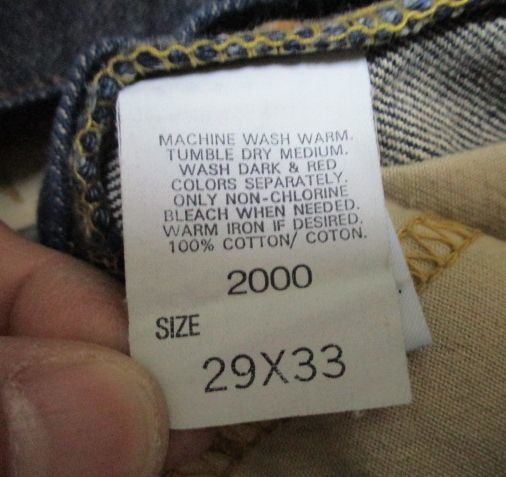 MACHINE WASH WARM.
TUMBLE DRY MEDIUM.
WASH DARK & RED
COLORS SEPARATELY.
ONLY NON-CHLORINE
BLEACH WHEN NEEDED.
WARM IRON IF DESIRED.
100% COTTON/ COTON.
2000
SIZE
29X33